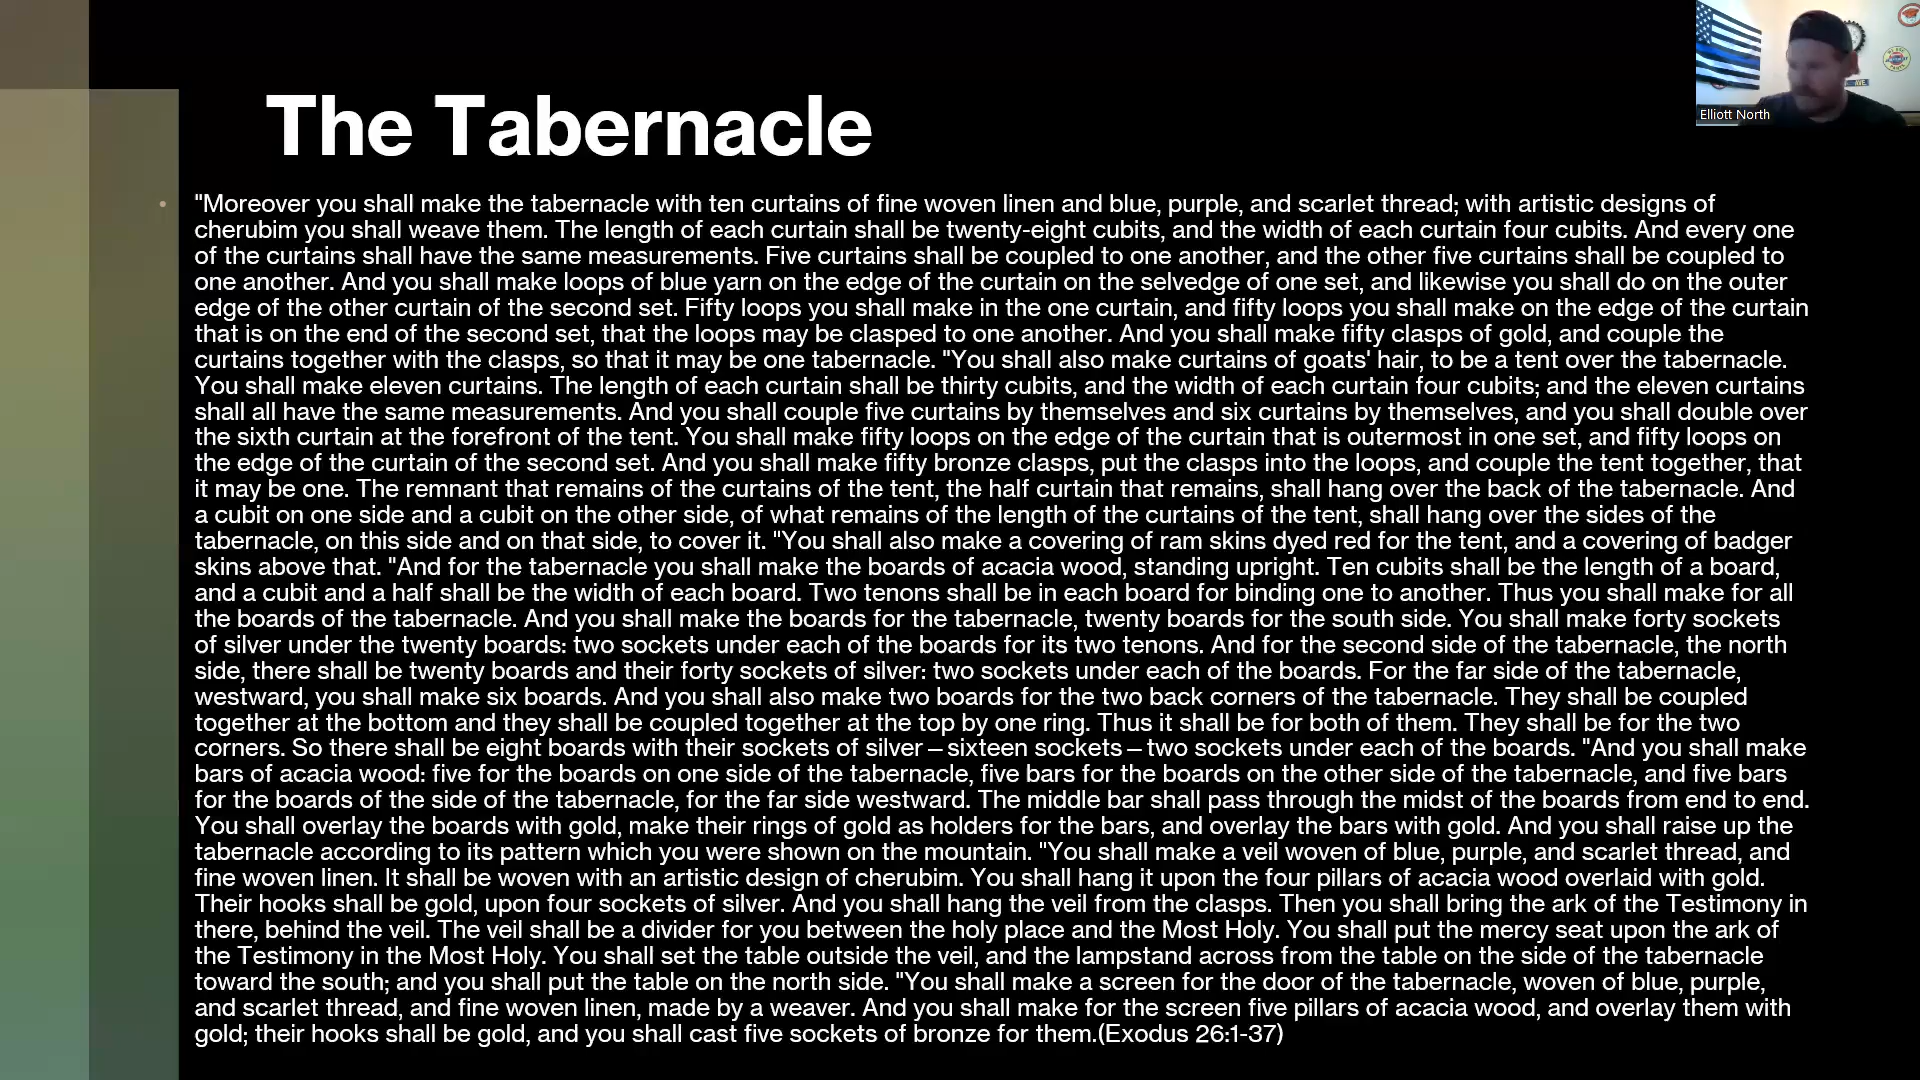 Elliott North
The Tabernacle
"Moreover you shall make the tabernacle with ten curtains of fine woven linen and blue, purple, and scarlet thread; with artistic designs of
cherubim you shall weave them. The length of each curtain shall be twenty-eight cubits, and the width of each curtain four cubits. And every one
of the curtains shall have the same measurements. Five curtains shall be coupled to one another, and the other five curtains shall be coupled to
one another. And you shall make loops of blue yarn on the edge of the curtain on the selvedge of one set, and likewise you shall do on the outer
edge of the other curtain of the second set. Fifty loops you shall make in the one curtain, and fifty loops you shall make on the edge of the curtain
that is on the end of the second set, that the loops may be clasped to one another. And you shall make fifty clasps of gold, and couple the
curtains together with the clasps, so that it may be one tabernacle. "You shall also make curtains of goats' hair, to be a tent over the tabernacle.
You shall make eleven curtains. The length of each curtain shall be thirty cubits, and the width of each curtain four cubits; and the eleven curtains
shall all have the same measurements. And you shall couple five curtains by themselves and six curtains by themselves, and you shall double over
the sixth curtain at the forefront of the tent. You shall make fifty loops on the edge of the curtain that is outermost in one set, and fifty loops on
the edge of the curtain of the second set. And you shall make fifty bronze clasps, put the clasps into the loops, and couple the tent together, that
it may be one. The remnant that remains of the curtains of the tent, the half curtain that remains, shall hang over the back of the tabernacle. And
a cubit on one side and a cubit on the other side, of what remains of the length of the curtains of the tent, shall hang over the sides of the
tabernacle, on this side and on that side, to cover it. "You shall also make a covering of ram skins dyed red for the tent, and a covering of badger
skins above that. "And for the tabernacle you shall make the boards of acacia wood, standing upright. Ten cubits shall be the length of a board,
and a cubit and a half shall be the width of each board. Two tenons shall be in each board for binding one to another. Thus you shall make for all
the boards of the tabernacle. And you shall make the boards for the tabernacle, twenty boards for the south side. You shall make forty sockets
of silver under the twenty boards: two sockets under each of the boards for its two tenons. And for the second side of the tabernacle, the north
side, there shall be twenty boards and their forty sockets of silver: two sockets under each of the boards. For the far side of the tabernacle,
westward, you shall make six boards. And you shall also make two boards for the two back corners of the tabernacle. They shall be coupled
together at the bottom and they shall be coupled together at the top by one ring. Thus it shall be for both of them. They shall be for the two
corners. So there shall be eight boards with their sockets of silver—sixteen sockets—two sockets under each of the boards. "And you shall make
bars of acacia wood: five for the boards on one side of the tabernacle, five bars for the boards on the other side of the tabernacle, and five bars
for the boards of the side of the tabernacle, for the far side westward. The middle bar shall pass through the midst of the boards from end to end.
You shall overlay the boards with gold, make their rings of gold as holders for the bars, and overlay the bars with gold. And you shall raise up the
tabernacle according to its pattern which you were shown on the mountain. "You shall make a veil woven of blue, purple, and scarlet thread, and
fine woven linen. It shall be woven with an artistic design of cherubim. You shall hang it upon the four pillars of acacia wood overlaid with gold.
Their hooks shall be gold, upon four sockets of silver. And you shall hang the veil from the clasps. Then you shall bring the ark of the Testimony in
there, behind the veil. The veil shall be a divider for you between the holy place and the Most Holy. You shall put the mercy seat upon the ark of
the Testimony in the Most Holy. You shall set the table outside the veil, and the lampstand across from the table on the side of the tabernacle
toward the south; and you shall put the table on the north side. "You shall make a screen for the door of the tabernacle, woven of blue, purple,
and scarlet thread, and fine woven linen, made by a weaver. And you shall make for the screen five pillars of acacia wood, and overlay them with
gold; their hooks shall be gold, and you shall cast five sockets of bronze for them.(Exodus 26:1-37)